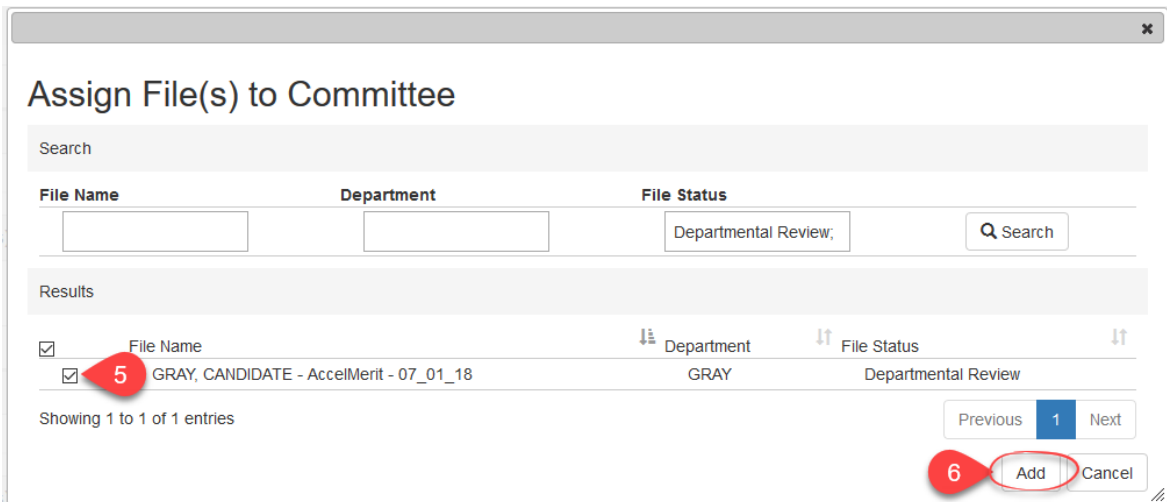 Assign File(s) to Committee
Search
File Name Department File Status
Departmental Review; Search
Results
File Name Department File Status
5 GRAY, CANDIDATE - AccelMerit - 07_01_18 GRAY Departmental Review
Showing 1 to 1 of 1 entries Previous 1 Next
6 Add Cancel